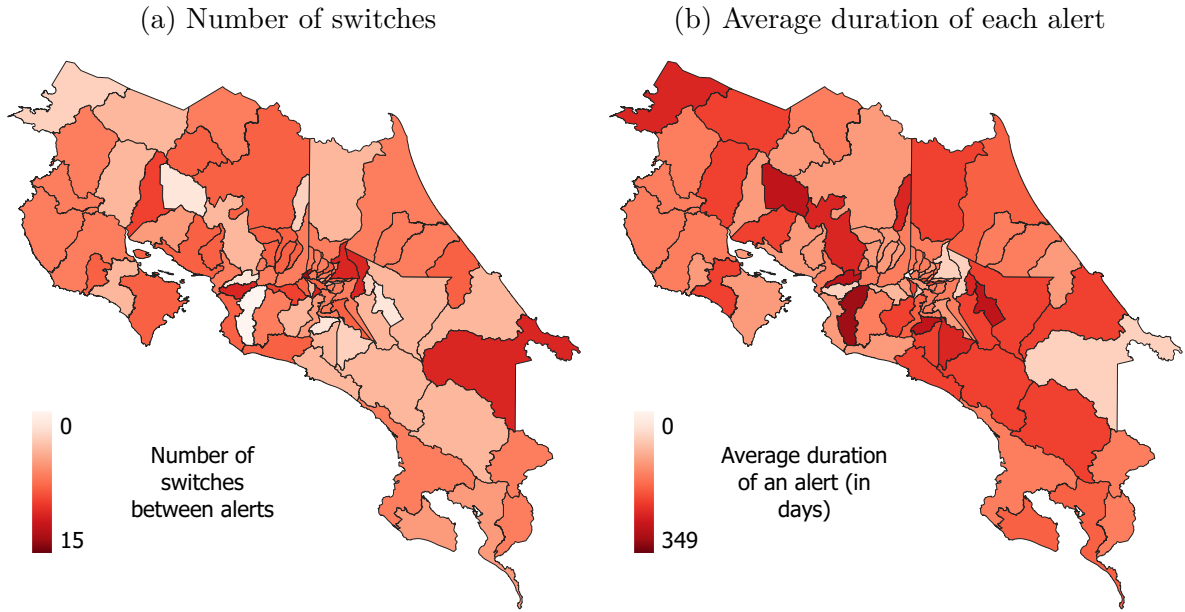 (a) Number of switches
(b) Average duration of each alert
0
Number of
switches
between alerts
15
0
Average duration
of an alert (in
days)
349